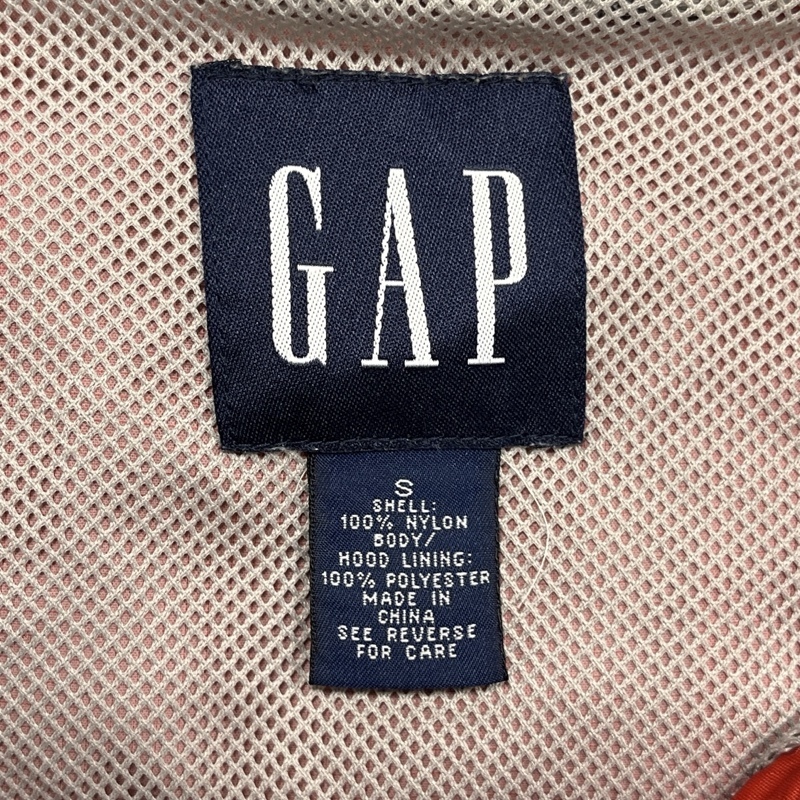 GAP
S
SHELL:
100% NYLON
BODY/
HOOD LINING:
100% POLYESTER
MADE IN
CHINA
SEE REVERSE
FOR CARE